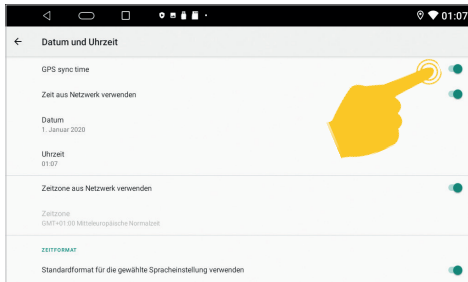 01:07
Datum und Uhrzeit
GPS sync time
Zeit aus Netzwerk verwenden
Datum
1. Januar 2020
Uhrzeit
01:07
Zeitzone aus Netzwerk verwenden
Zeitzone
GMT+01:00 Mitteleuropäische Normalzeit
ZEITFORMAT
Standardformat für die gewählte Spracheinstellung verwenden